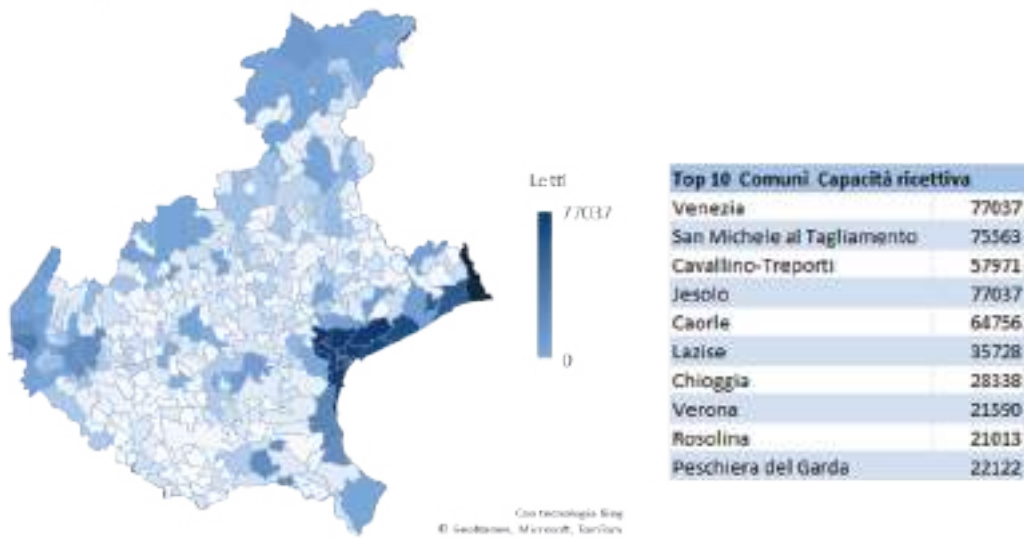 Letti
77037
0
Top 10 Comuni Capacità ricettiva
Venezia 77037
San Michele al Tagliamento 75563
Cavallino-Treporti 57971
Jesolo 77037
Caorle 64756
Lazise 35728
Chioggia 28338
Verona 21590
Rosolina 21013
Peschiera del Garda 22122
Con tecnologia Bing
© GeoNames, Microsoft, TomTom